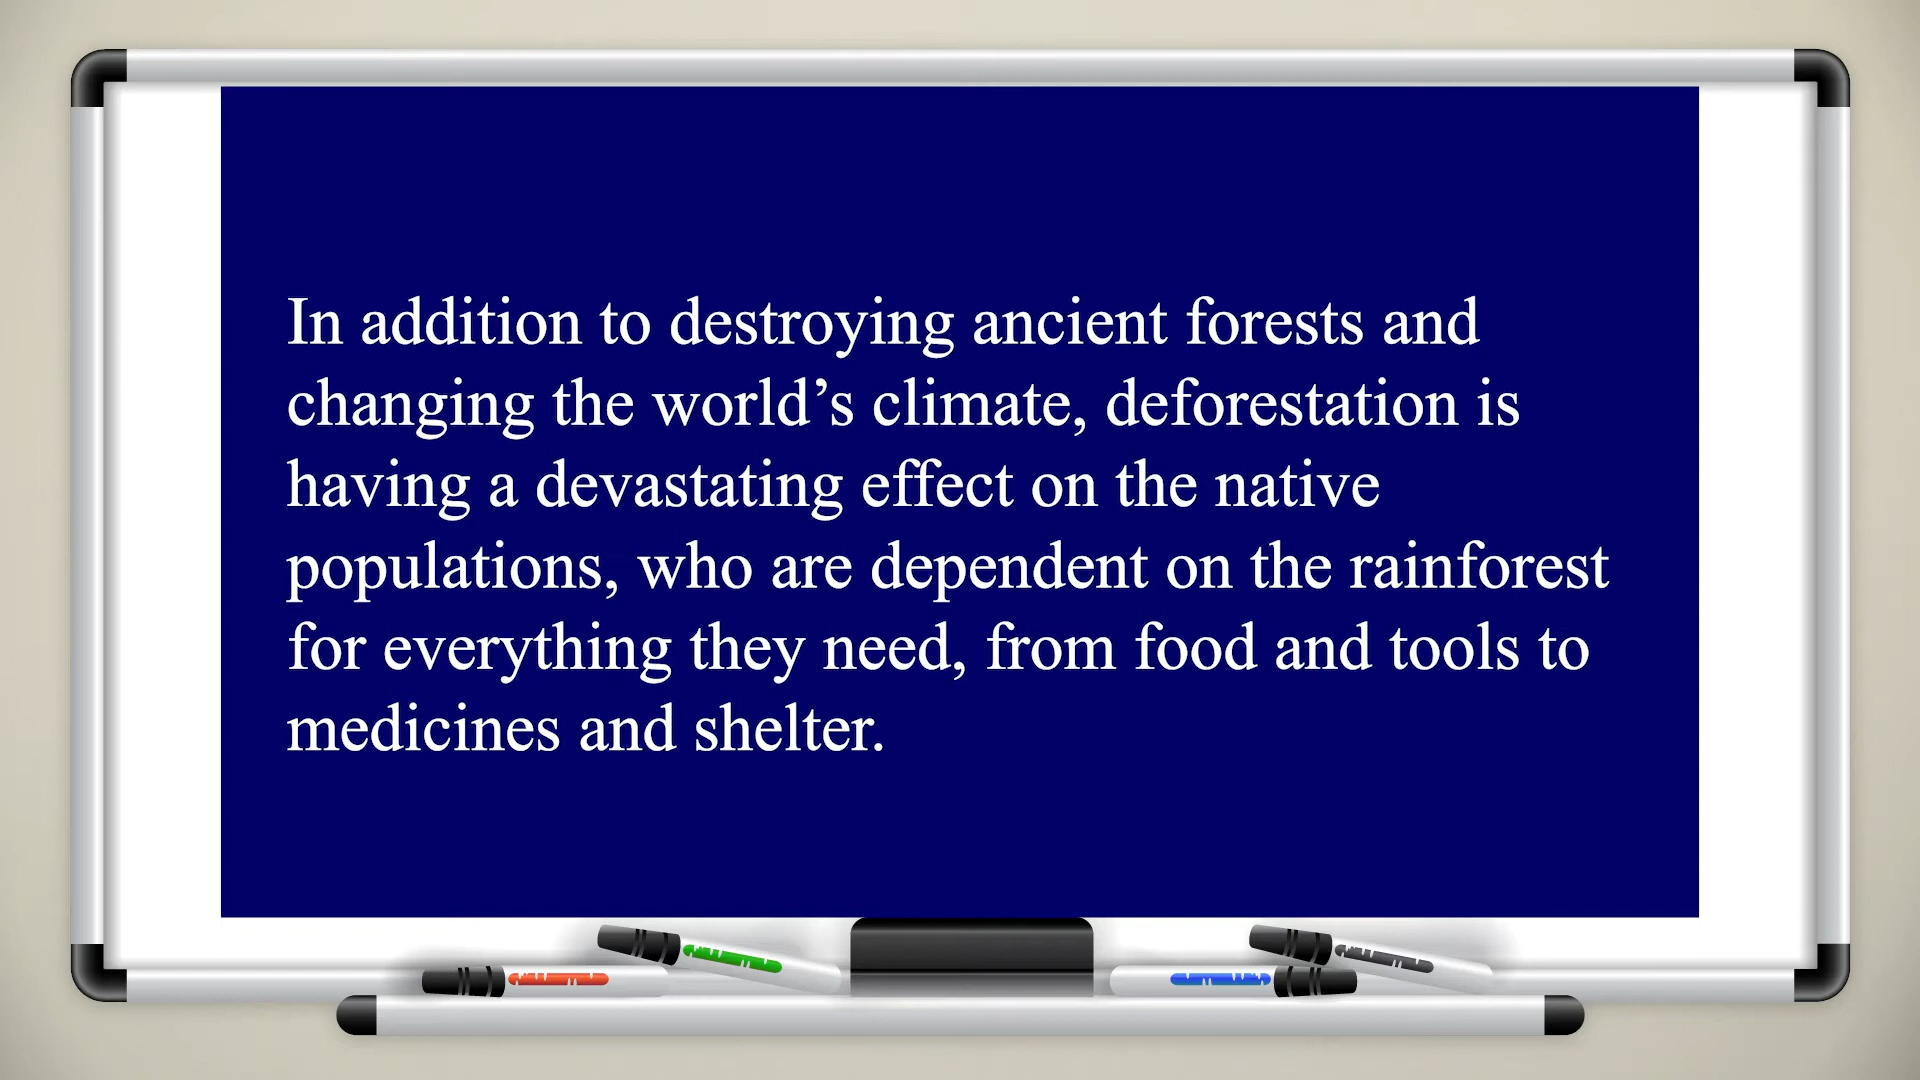 In addition to destroying ancient forests and
changing the world’s climate, deforestation is
having a devastating effect on the native
populations, who are dependent on the rainforest
for everything they need, from food and tools to
medicines and shelter.